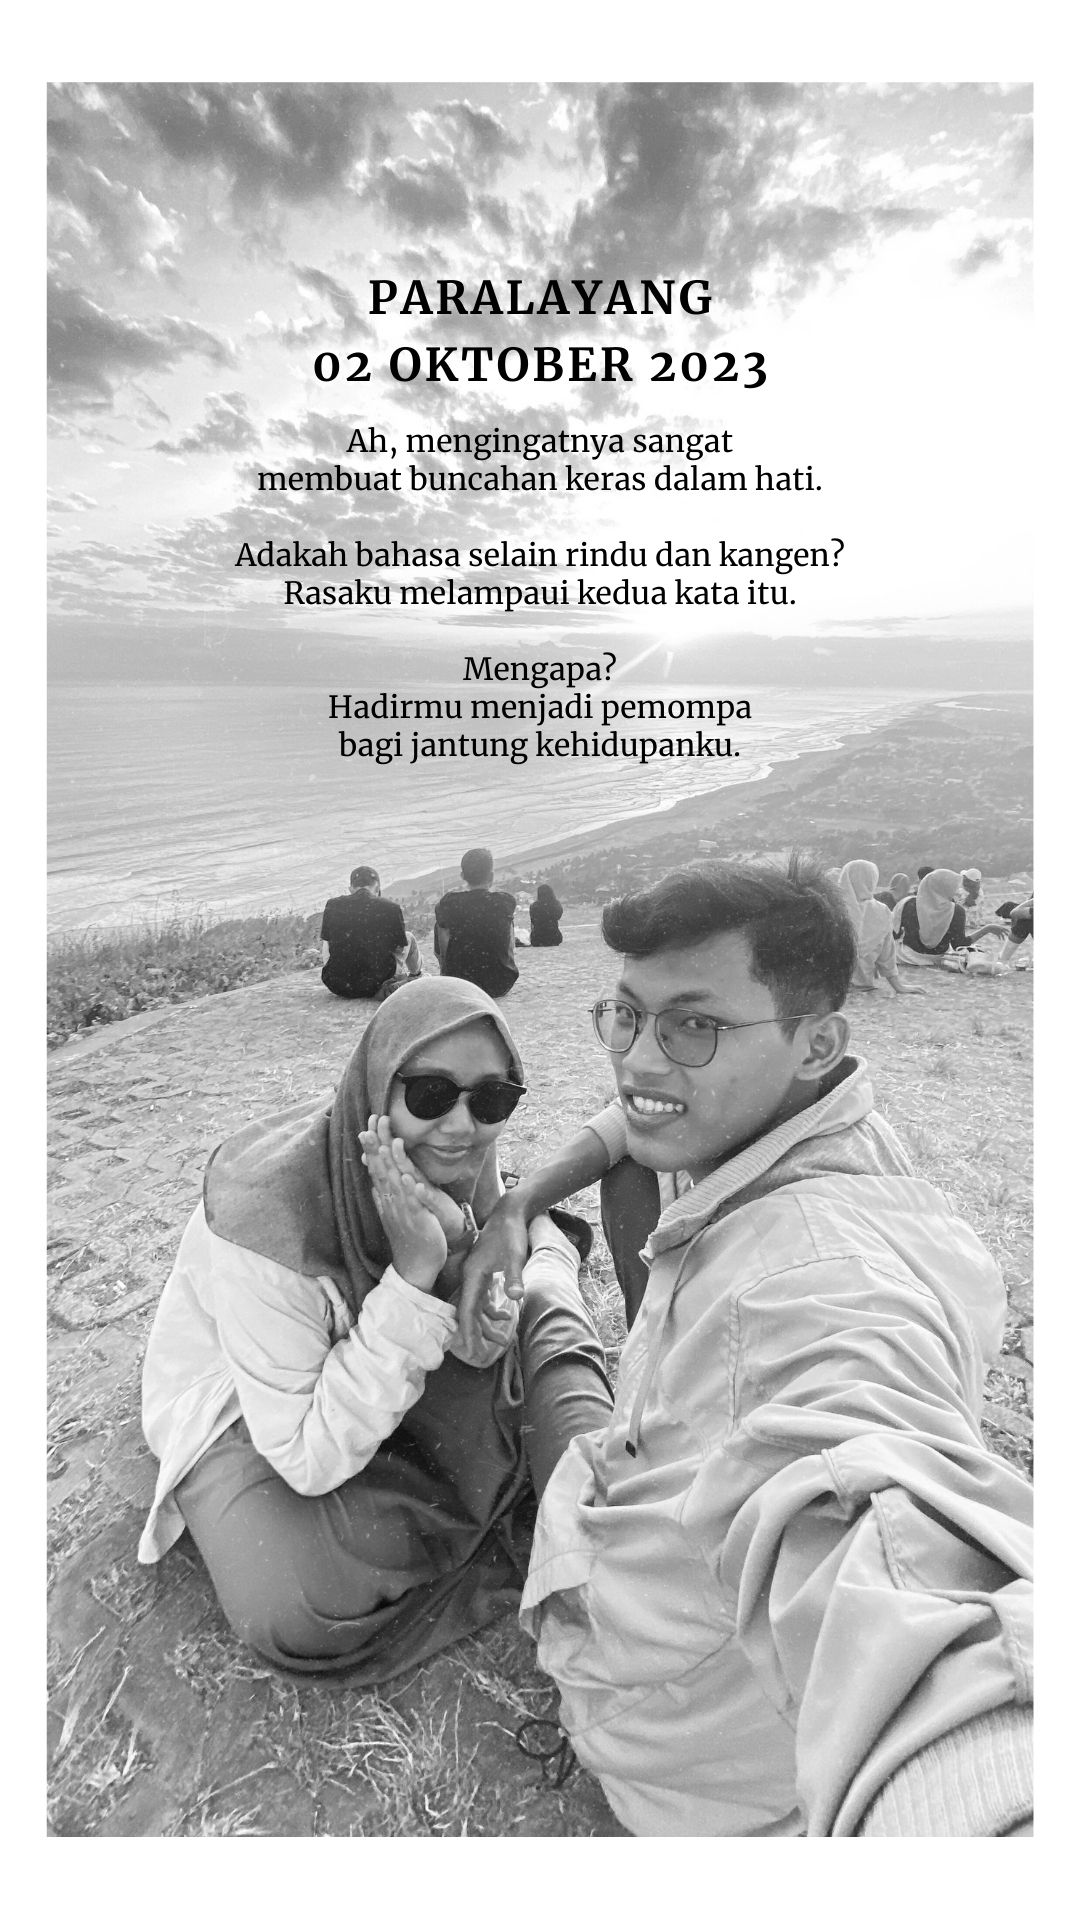 PARALAYANG
02 OKTOBER 2023
Ah, mengingatnya sangat
membuat buncahan keras dalam hati.
Adakah bahasa selain rindu dan kangen?
Rasaku melampaui kedua kata itu.
Mengapa?
Hadirmu menjadi pemompa
bagi jantung kehidupanku.